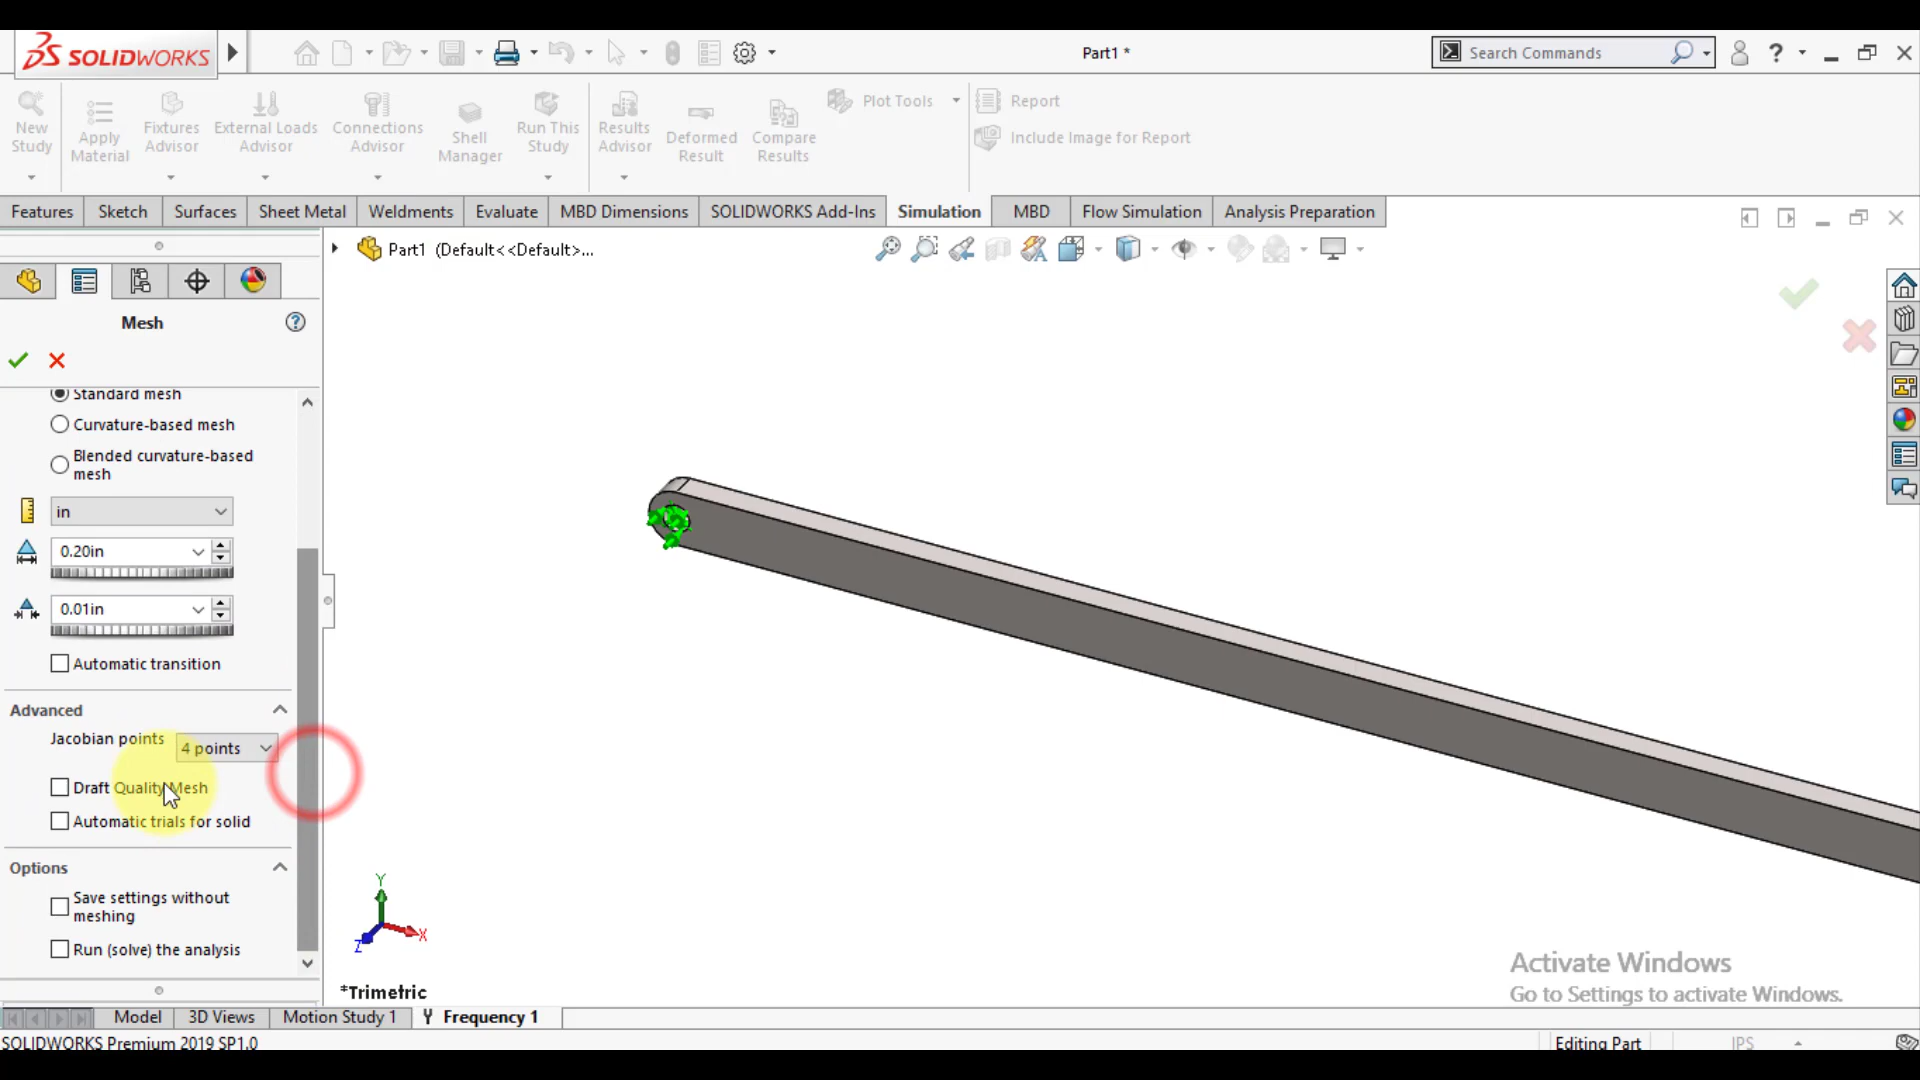 SOLIDWORKS
Part1 *
Search Commands
New Study
Apply Material
Fixtures Advisor
External Loads Advisor
Connections Advisor
Shell Manager
Run This Study
Results Advisor
Deformed Result
Compare Results
Plot Tools
Report
Include Image for Report
Features
Sketch
Surfaces
Sheet Metal
Weldments
Evaluate
MBD Dimensions
SOLIDWORKS Add-Ins
Simulation
MBD
Flow Simulation
Analysis Preparation
Part1 (Default<<Default>...
Mesh
Standard mesh
Curvature-based mesh
Blended curvature-based
mesh
in
0.20in
0.01in
Automatic transition
Advanced
Jacobian points
4 points
Draft Quality Mesh
Automatic trials for solid
Options
Save settings without
meshing
Run (solve) the analysis
Y
X
Z
*Trimetric
Activate Windows
Go to Settings to activate Windows.
Model
3D Views
Motion Study 1
Frequency 1
SOLIDWORKS Premium 2019 SP1.0
Editing Part
IPS